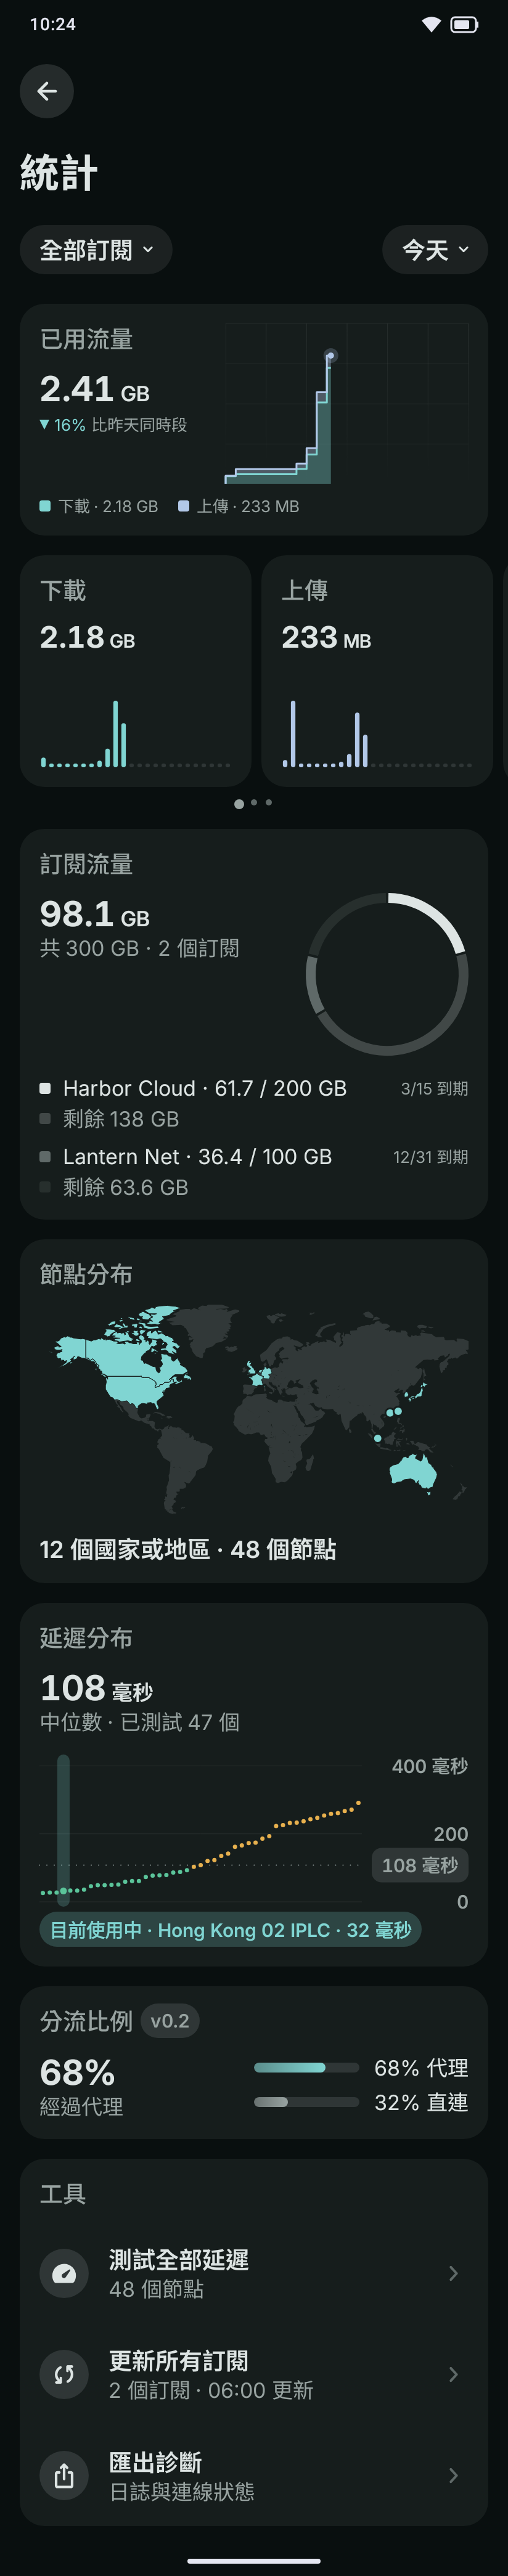 10:24
統計
全部訂閱
今天
已用流量
2.41 GB
▼ 16% 比昨天同時段
下載 · 2.18 GB
上傳 · 233 MB
下載
2.18 GB
上傳
233 MB
訂閱流量
98.1 GB
共 300 GB · 2 個訂閱
Harbor Cloud · 61.7 / 200 GB
3/15 到期
剩餘 138 GB
Lantern Net · 36.4 / 100 GB
12/31 到期
剩餘 63.6 GB
節點分布
12 個國家或地區 · 48 個節點
延遲分布
108 毫秒
中位數 · 已測試 47 個
400 毫秒
200
108 毫秒
0
目前使用中 · Hong Kong 02 IPLC · 32 毫秒
分流比例 v0.2
68%
經過代理
68% 代理
32% 直連
工具
測試全部延遲
48 個節點
更新所有訂閱
2 個訂閱 · 06:00 更新
匯出診斷
日誌與連線狀態